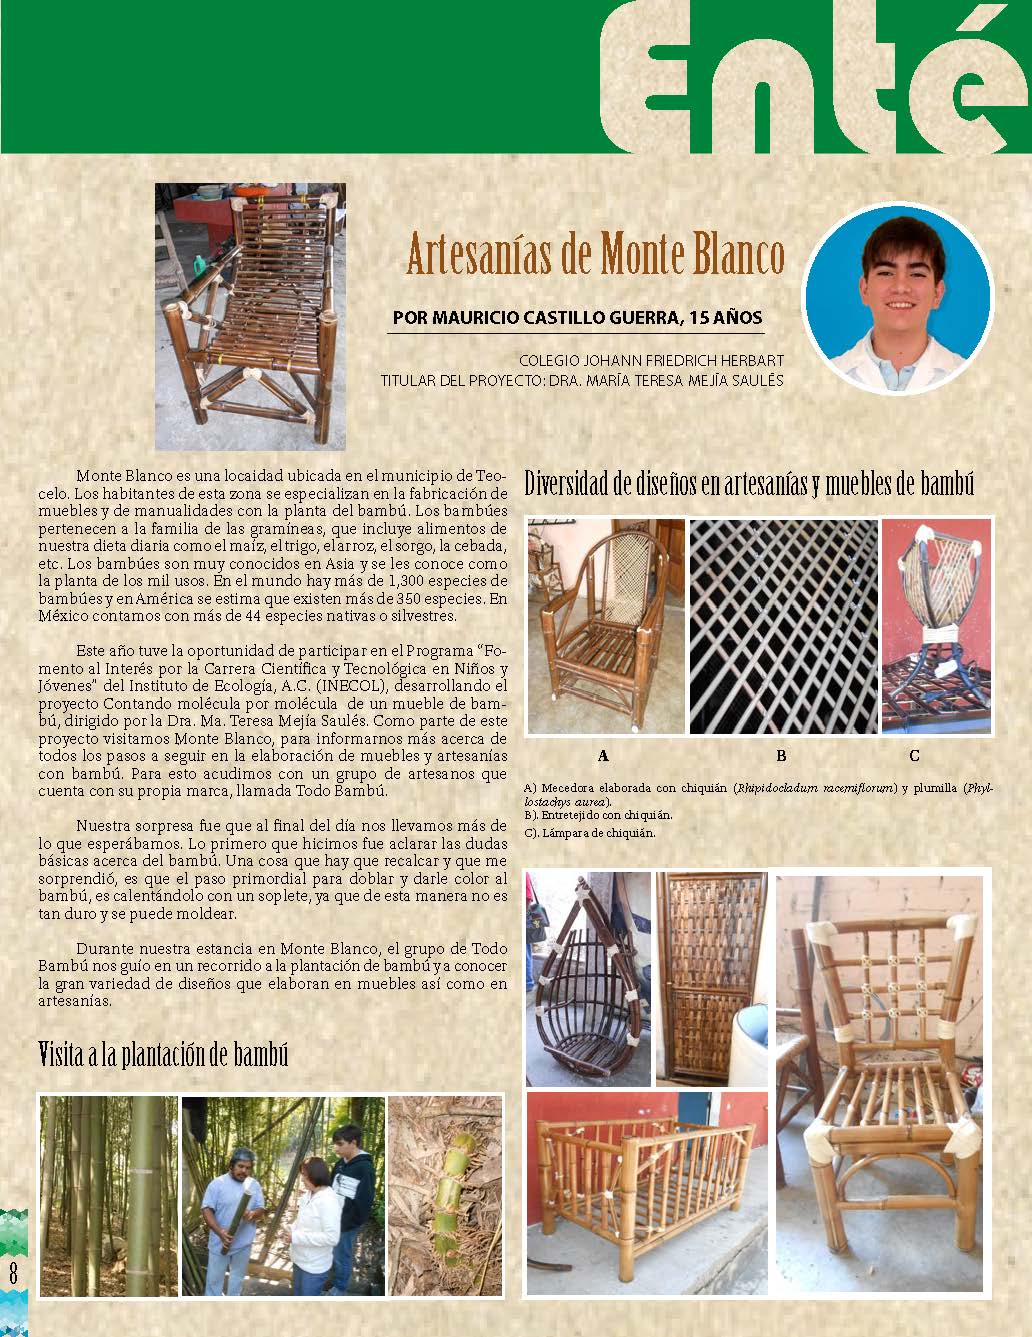 Enté
Artesanías de Monte Blanco
POR MAURICIO CASTILLO GUERRA, 15 AÑOS
COLEGIO JOHANN FRIEDRICH HERBART
TITULAR DEL PROYECTO: DRA. MARÍA TERESA MEJÍA SAULÉS
Monte Blanco es una locaidad ubicada en el municipio de Teo-
celo. Los habitantes de esta zona se especializan en la fabricación de
muebles y de manualidades con la planta del bambú. Los bambúes
pertenecen a la familia de las gramíneas, que incluye alimentos de
nuestra dieta diaria como el maíz, el trigo, el arroz, el sorgo, la cebada,
etc. Los bambúes son muy conocidos en Asia y se les conoce como
la planta de los mil usos. En el mundo hay más de 1,300 especies de
bambúes y en América se estima que existen más de 350 especies. En
México contamos con más de 44 especies nativas o silvestres.
Este año tuve la oportunidad de participar en el Programa “Fo-
mento al Interés por la Carrera Científica y Tecnológica en Niños y
Jóvenes” del Instituto de Ecología, A.C. (INECOL), desarrollando el
proyecto Contando molécula por molécula de un mueble de bam-
bú, dirigido por la Dra. Ma. Teresa Mejía Saulés. Como parte de este
proyecto visitamos Monte Blanco, para informarnos más acerca de
todos los pasos a seguir en la elaboración de muebles y artesanías
con bambú. Para esto acudimos con un grupo de artesanos que
cuenta con su propia marca, llamada Todo Bambú.
Nuestra sorpresa fue que al final del día nos llevamos más de
lo que esperábamos. Lo primero que hicimos fue aclarar las dudas
básicas acerca del bambú. Una cosa que hay que recalcar y que me
sorprendió, es que el paso primordial para doblar y darle color al
bambú, es calentándolo con un soplete, ya que de esta manera no es
tan duro y se puede moldear.
Durante nuestra estancia en Monte Blanco, el grupo de Todo
Bambú nos guío en un recorrido a la plantación de bambú y a conocer
la gran variedad de diseños que elaboran en muebles así como en
artesanías.
Visita a la plantación de bambú
Diversidad de diseños en artesanías y muebles de bambú
A B C
A) Mecedora elaborada con chiquián (Rhipidocladum racemiflorum) y plumilla (Phyl-
lostachys aurea).
B). Entretejido con chiquián.
C). Lámpara de chiquián.
8